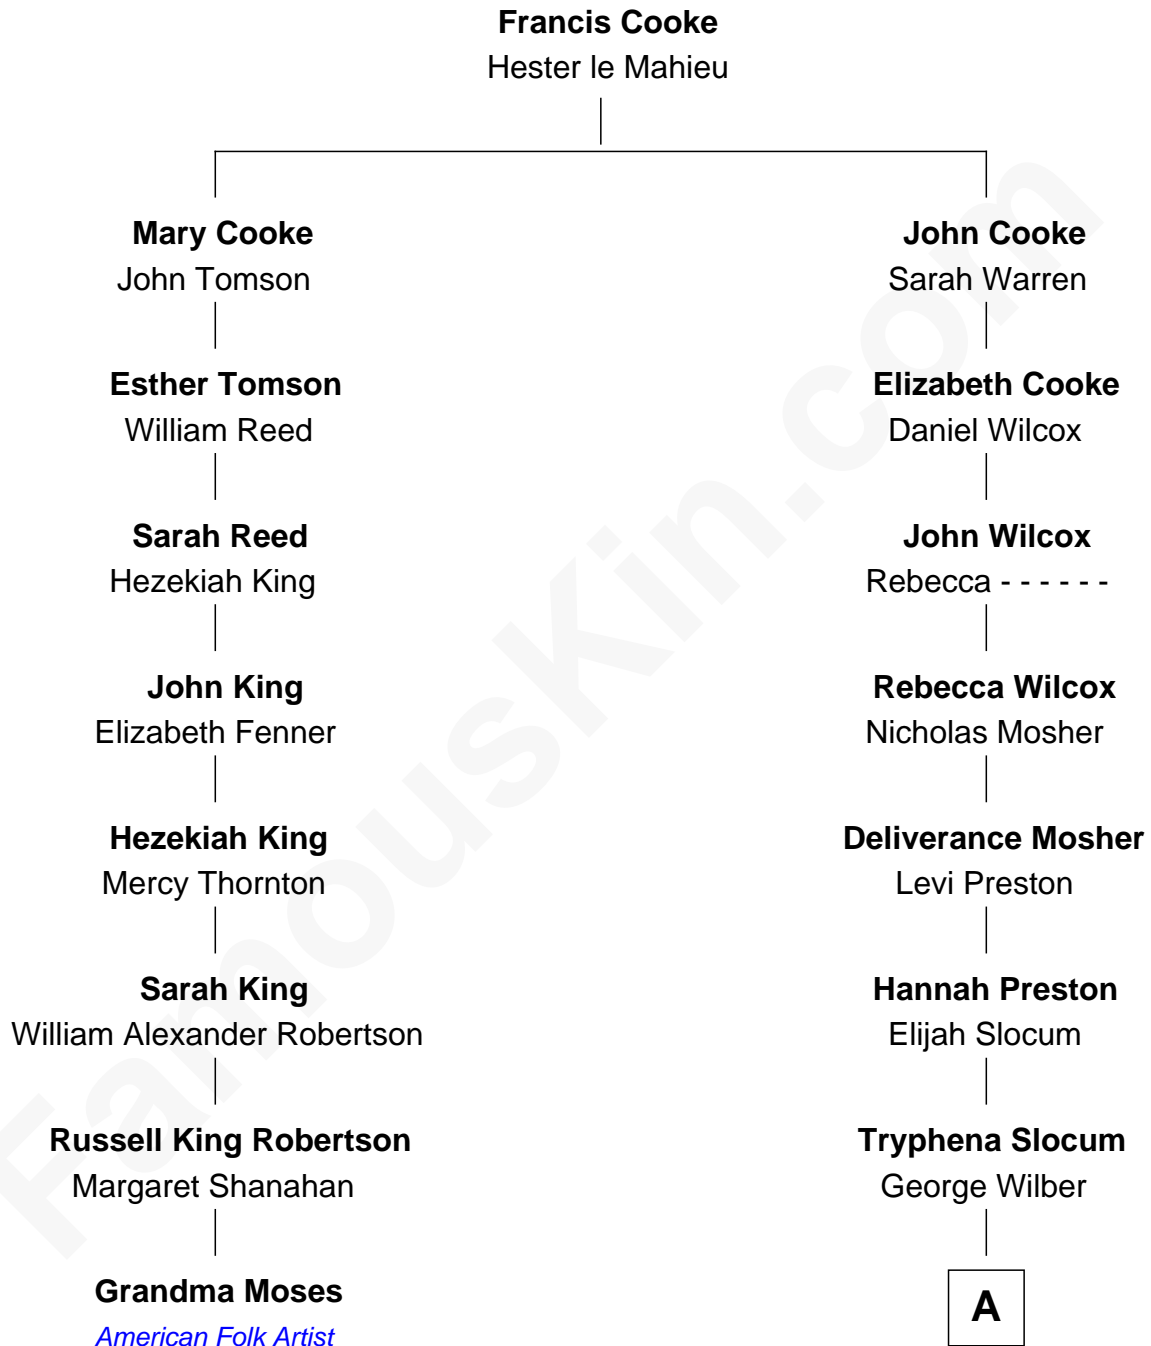 Francis Cooke
Hester le Mahieu
Mary Cooke
John Tomson
Esther Tomson
William Reed
Sarah Reed
Hezekiah King
John King
Elizabeth Fenner
Hezekiah King
Mercy Thornton
Sarah King
William Alexander Robertson
Russell King Robertson
Margaret Shanahan
Grandma Moses
American Folk Artist
John Cooke
Sarah Warren
Elizabeth Cooke
Daniel Wilcox
John Wilcox
Rebecca - - - - - -
Rebecca Wilcox
Nicholas Mosher
Deliverance Mosher
Levi Preston
Hannah Preston
Elijah Slocum
Tryphena Slocum
George Wilber
A
FamousKin.com